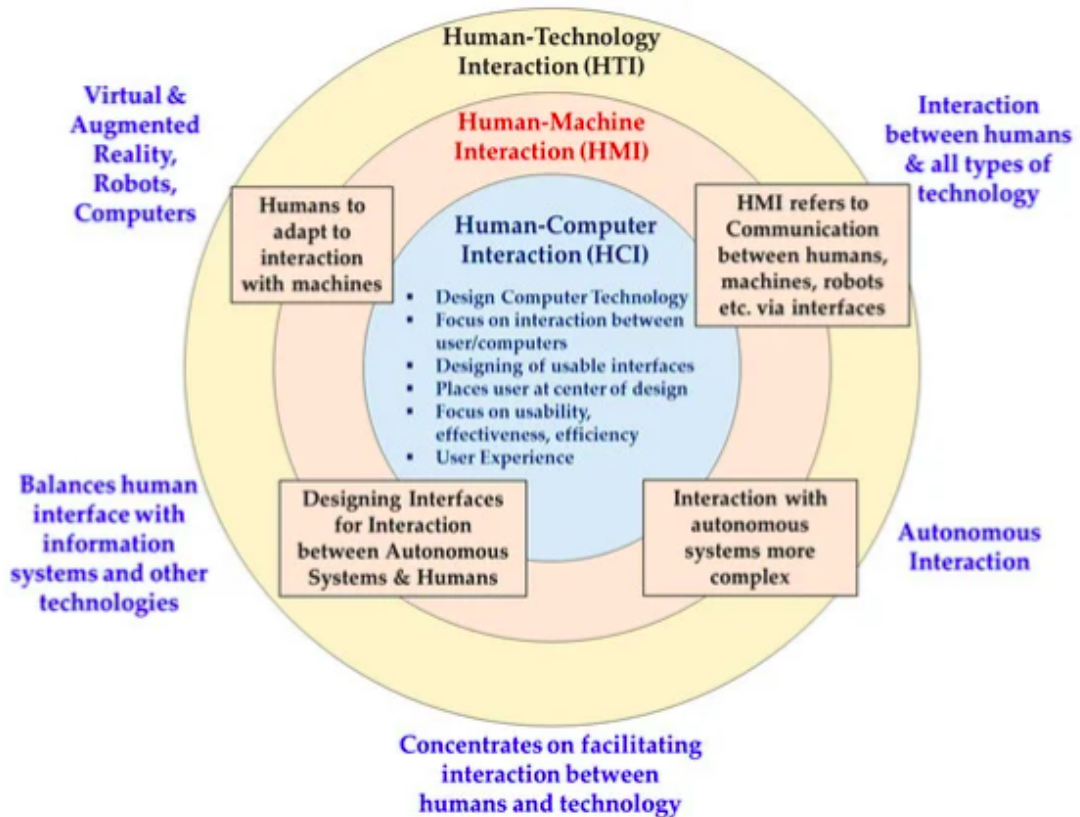 Human-Technology
Interaction (HTI)
Human-Machine
Interaction (HMI)
Virtual &
Augmented
Reality,
Robots,
Computers
Interaction
between humans
& all types of
technology
Humans to
adapt to
interaction
with machines
HMI refers to
Communication
between humans,
machines, robots
etc. via interfaces
Human-Computer
Interaction (HCI)
▪ Design Computer Technology
▪ Focus on interaction between
user/computers
▪ Designing of usable interfaces
▪ Places user at center of design
▪ Focus on usability,
effectiveness, efficiency
▪ User Experience
Balances human
interface with
information
systems and other
technologies
Designing Interfaces
for Interaction
between Autonomous
Systems & Humans
Interaction with
autonomous
systems more
complex
Autonomous
Interaction
Concentrates on facilitating
interaction between
humans and technology